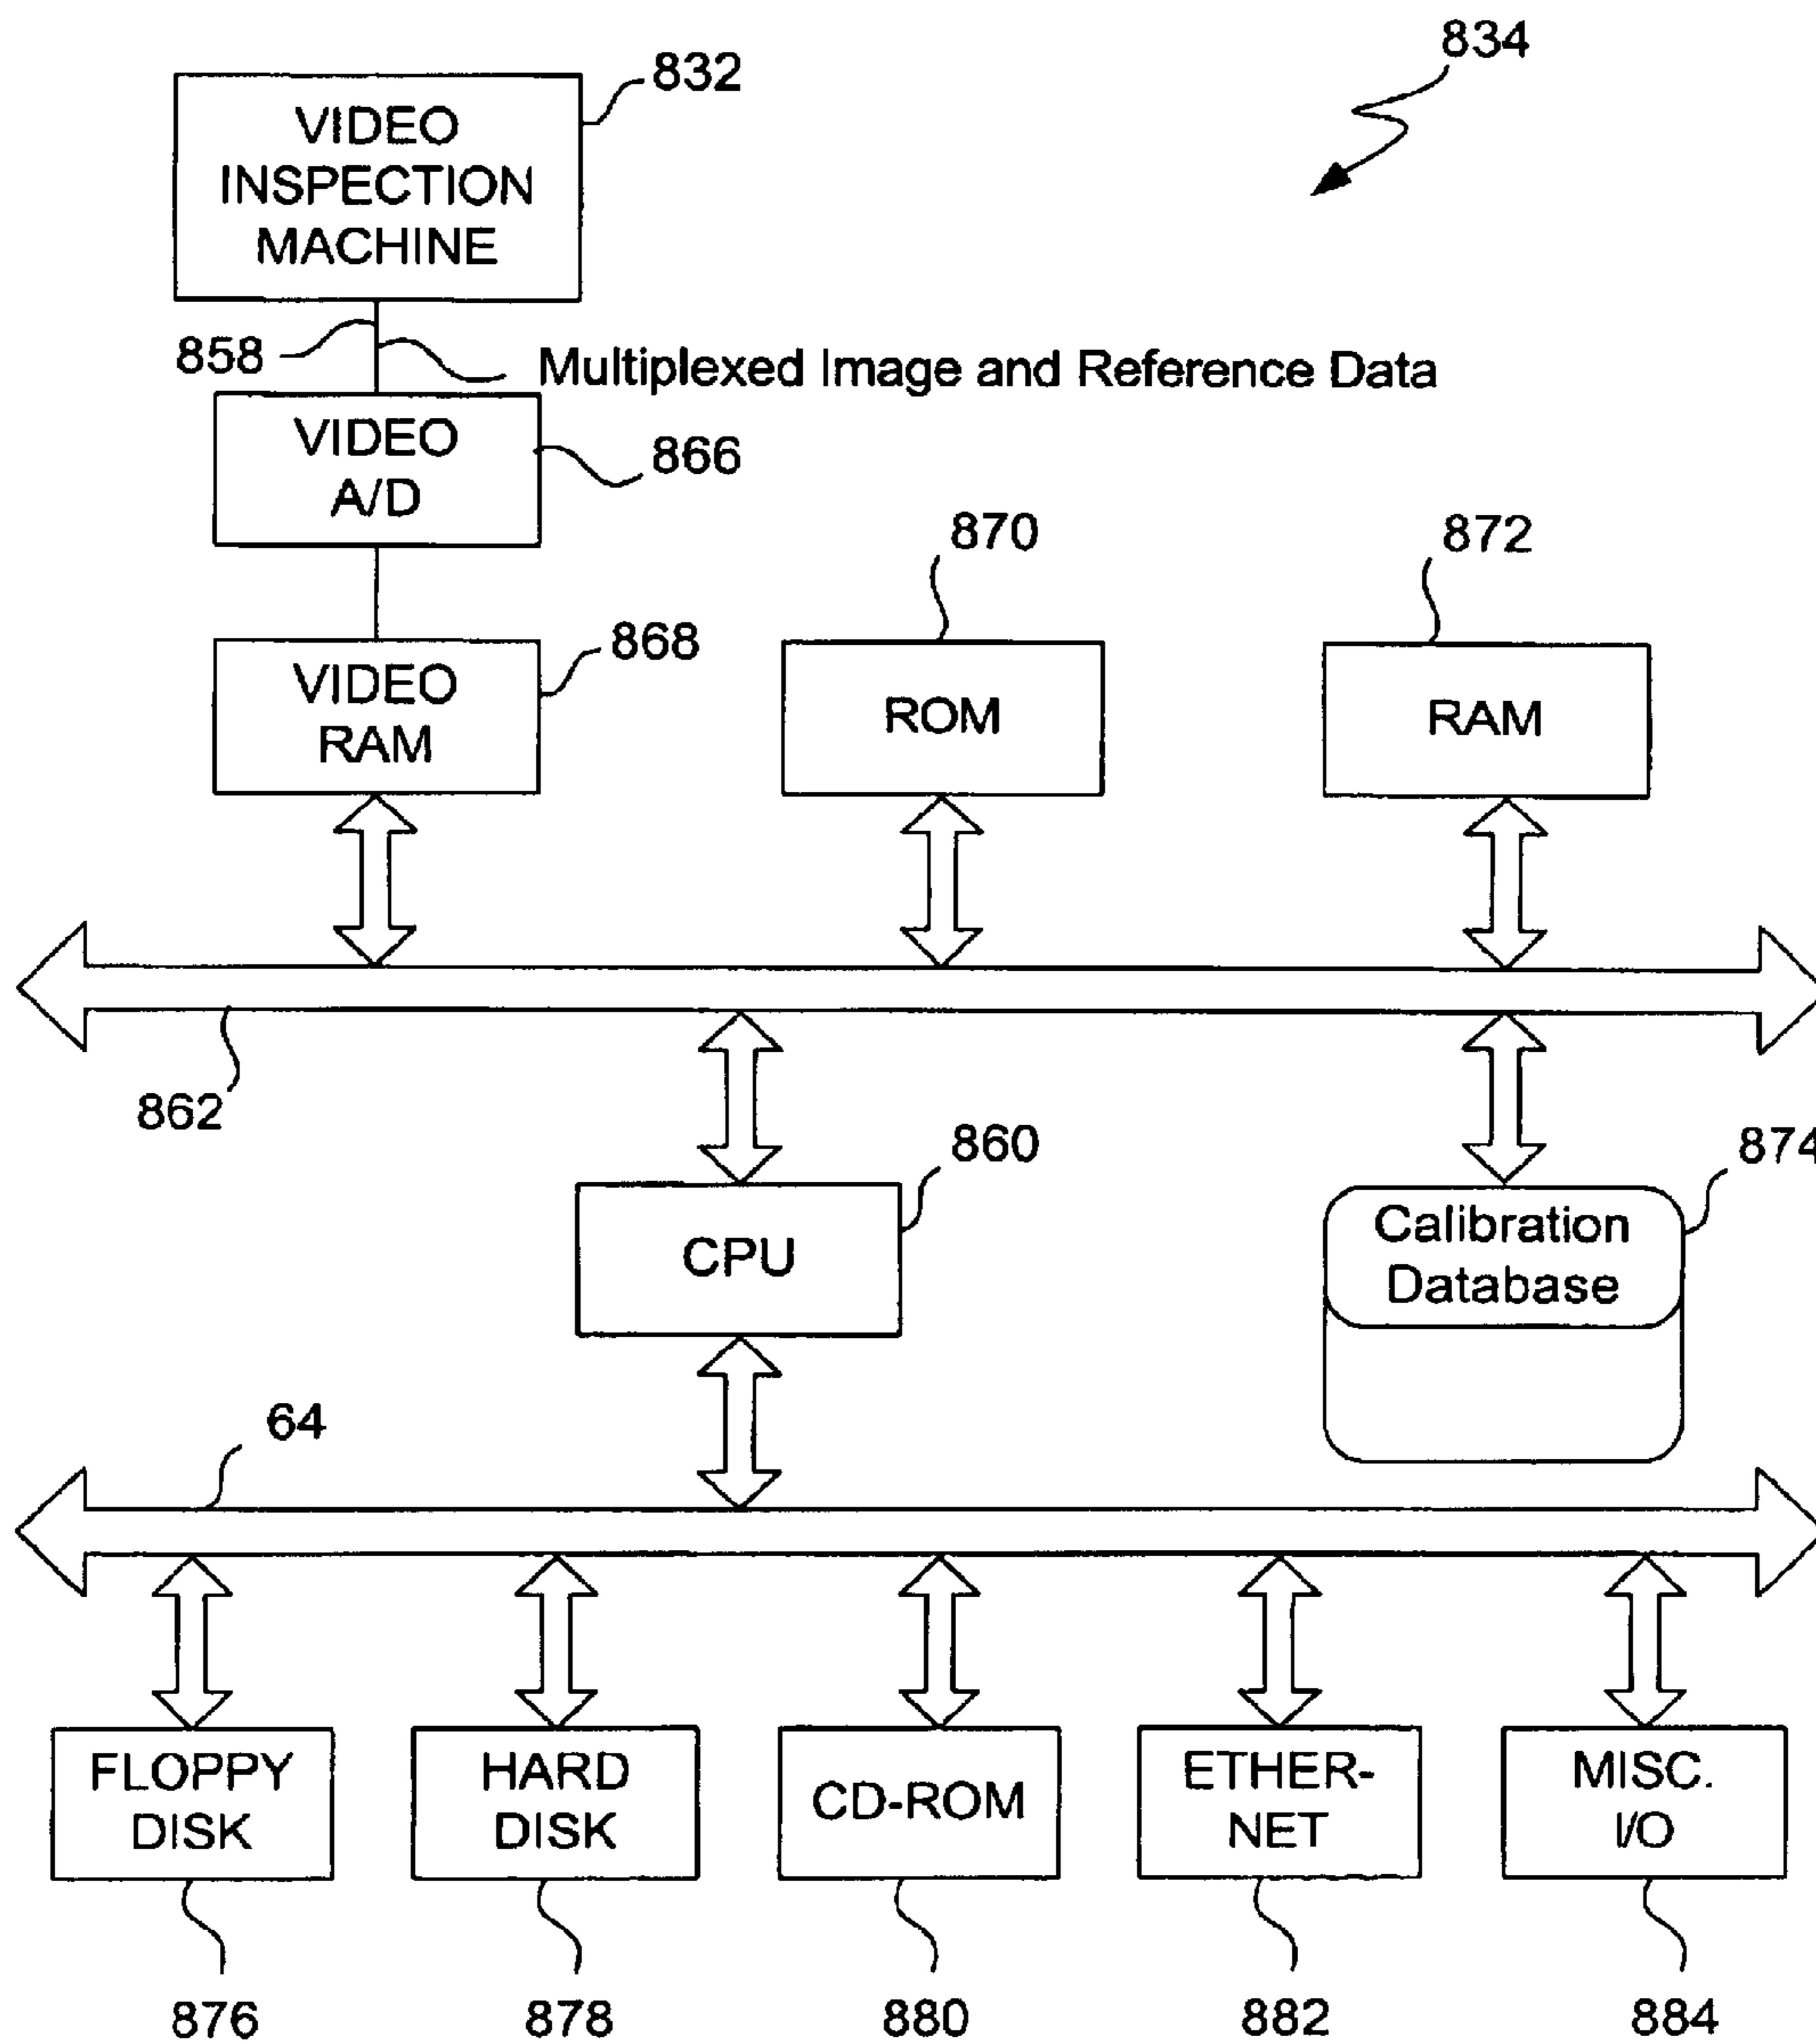 834
832
VIDEO
INSPECTION
MACHINE
858
Multiplexed Image and Reference Data
VIDEO
A/D
866
870
872
868
VIDEO
RAM
ROM
RAM
862
860
874
CPU
Calibration
Database
64
FLOPPY
DISK
HARD
DISK
CD-ROM
ETHER-
NET
MISC.
I/O
876
878
880
882
884